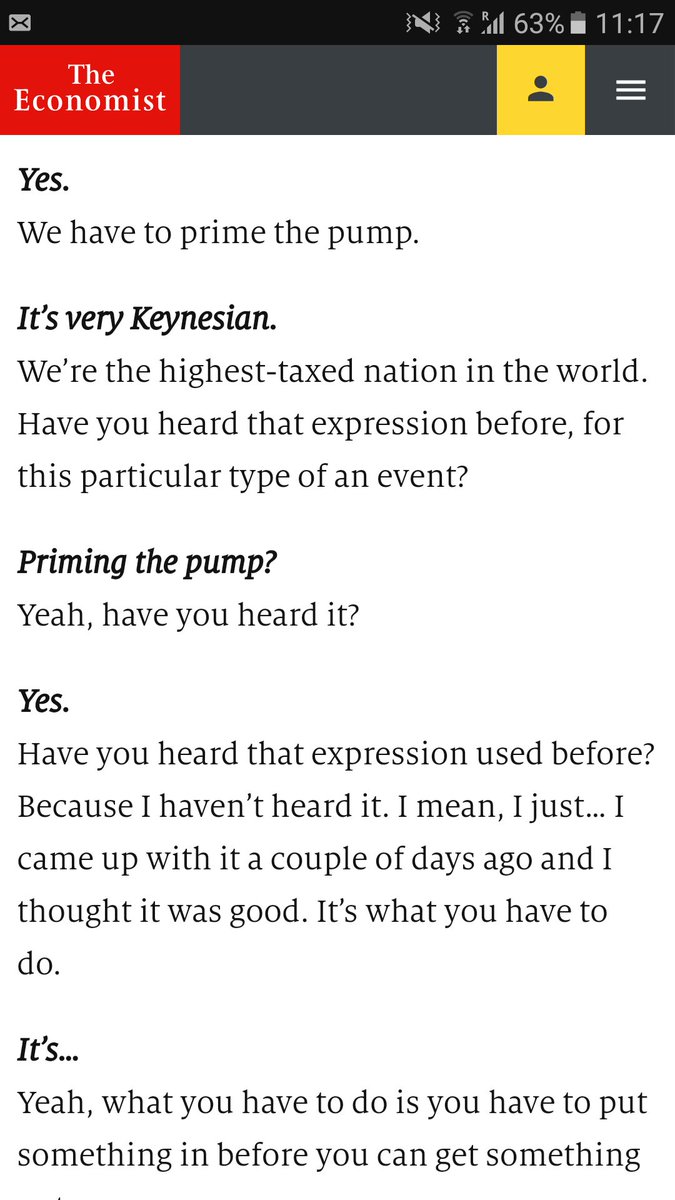 63% 11:17
The
Economist
Yes.
We have to prime the pump.
It’s very Keynesian.
We’re the highest-taxed nation in the world.
Have you heard that expression before, for
this particular type of an event?
Priming the pump?
Yeah, have you heard it?
Yes.
Have you heard that expression used before?
Because I haven’t heard it. I mean, I just… I
came up with it a couple of days ago and I
thought it was good. It’s what you have to
do.
It’s…
Yeah, what you have to do is you have to put
something in before you can get something